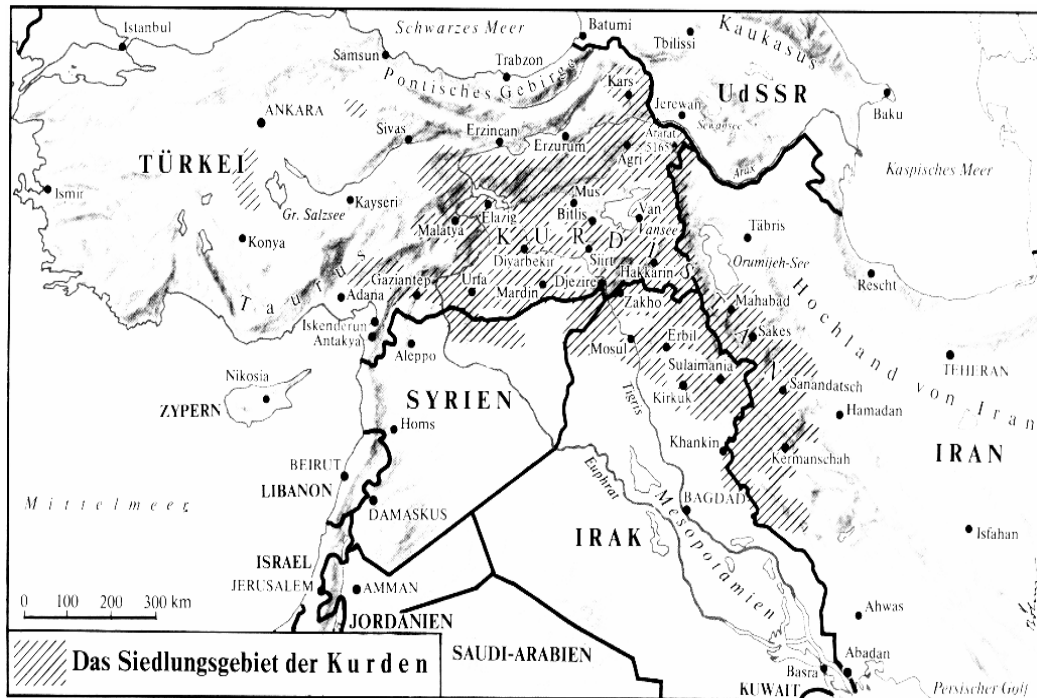 Istanbul
Schwarzes Meer
Batumi
Tbilissi
Kaukasus
Samsun
Trabzon
Pontisches Gebirge
Kars
UdSSR
Jerewan
Sewansee
Baku
ANKARA
Sivas
Erzincan
Erzurum
Ararat
5165
Agri
Arax
Kaspisches Meer
TÜRKEI
Ismir
Gr. Salzsee
Kayseri
Mus
Elazig
Bitlis
Van
Vansee
Malatya
KURDISTAN
Konya
Diyarbekir
Siirt
Täbris
Orumijeh-See
Hakkarin
Rescht
Taurus
Gaziantep
Urfa
Mardin
Djezire
Zakho
Adana
Mahabad
Hochland von Iran
Iskenderun
Antakya
Aleppo
Mosul
Erbil
Sakes
TEHERAN
Sulaimania
Nikosia
Kirkuk
Sanandatsch
ZYPERN
SYRIEN
Tigris
Hamadan
Homs
Khankin
Kermanschah
IRAN
BEIRUT
LIBANON
Euphrat
Mesopotamien
BAGDAD
Mittelmeer
DAMASKUS
IRAK
Isfahan
ISRAEL
JERUSALEM
AMMAN
JORDANIEN
Ahwas
0 100 200 300 km
Das Siedlungsgebiet der Kurden
SAUDI-ARABIEN
Abadan
Basra
KUWAIT
Persischer Golf